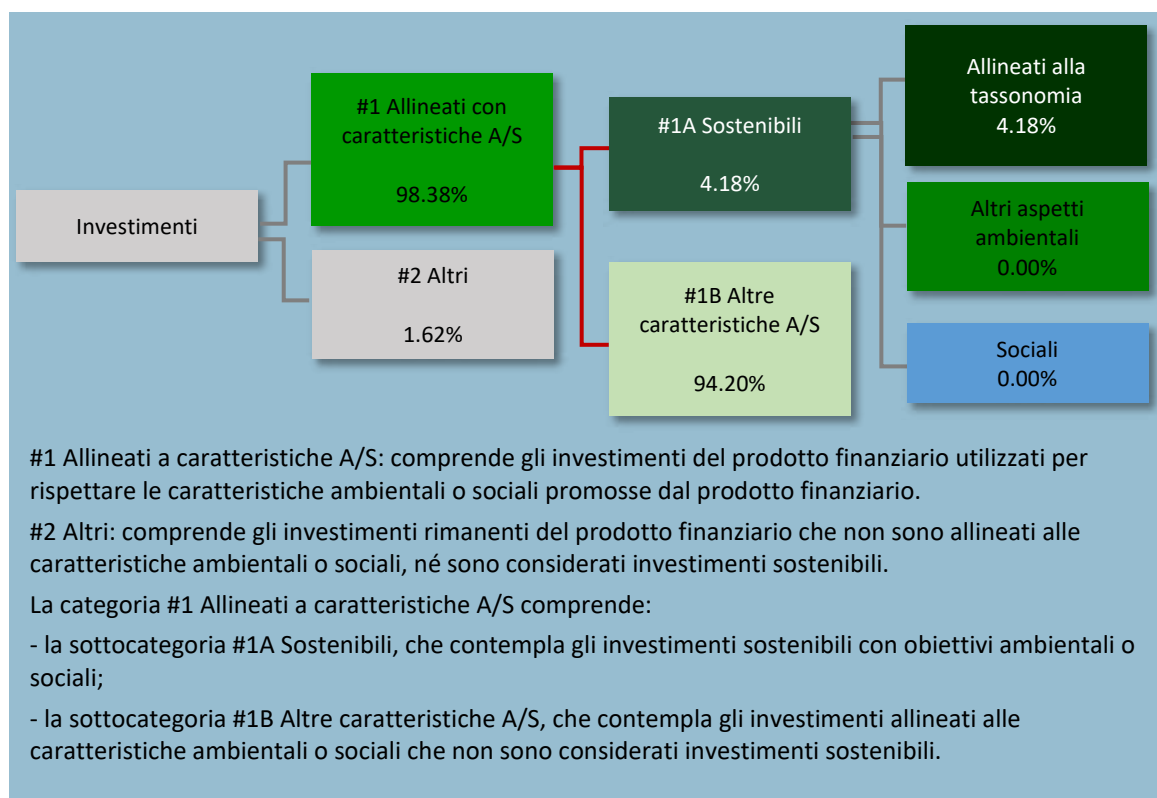 Investimenti
#1 Allineati con
caratteristiche A/S
98.38%
#2 Altri
1.62%
#1A Sostenibili
4.18%
#1B Altre
caratteristiche A/S
94.20%
Allineati alla
tassonomia
4.18%
Altri aspetti
ambientali
0.00%
Sociali
0.00%
#1 Allineati a caratteristiche A/S: comprende gli investimenti del prodotto finanziario utilizzati per
rispettare le caratteristiche ambientali o sociali promosse dal prodotto finanziario.
#2 Altri: comprende gli investimenti rimanenti del prodotto finanziario che non sono allineati alle
caratteristiche ambientali o sociali, né sono considerati investimenti sostenibili.
La categoria #1 Allineati a caratteristiche A/S comprende:
- la sottocategoria #1A Sostenibili, che contempla gli investimenti sostenibili con obiettivi ambientali o
sociali;
- la sottocategoria #1B Altre caratteristiche A/S, che contempla gli investimenti allineati alle
caratteristiche ambientali o sociali che non sono considerati investimenti sostenibili.